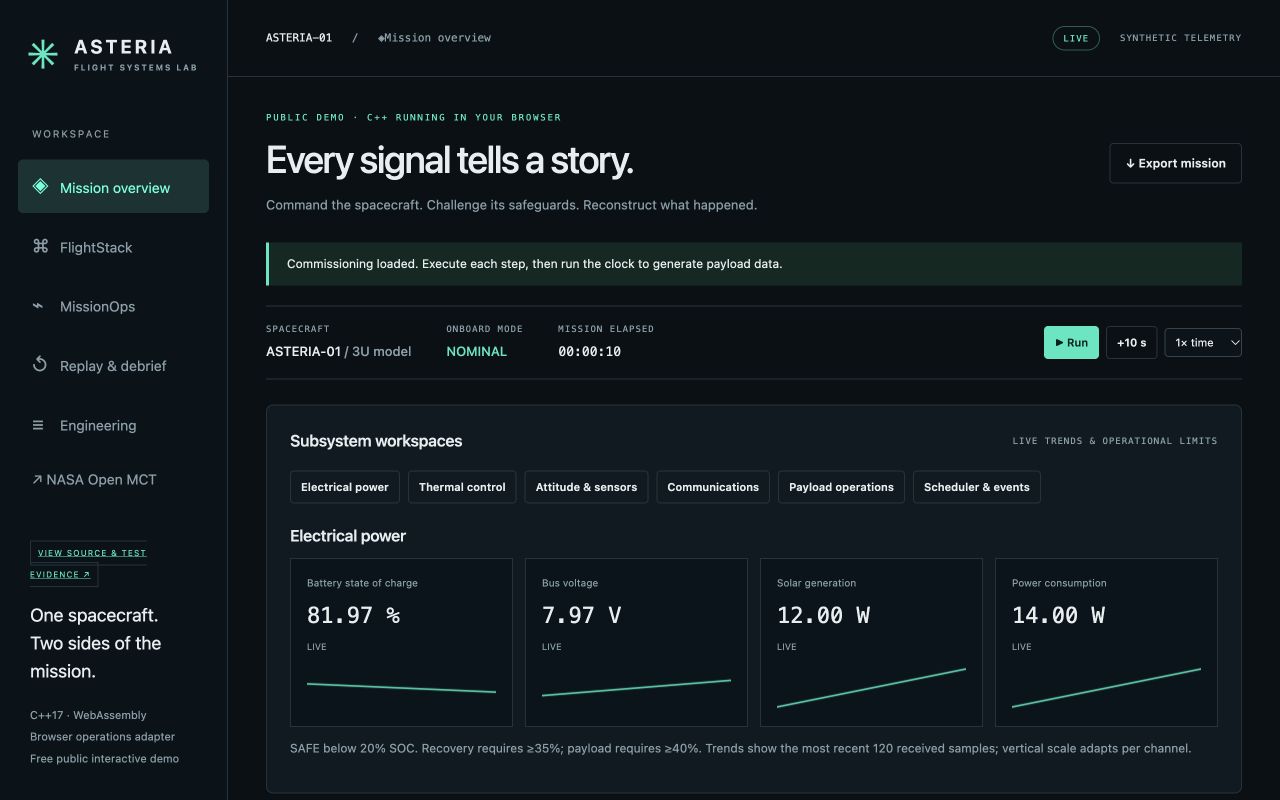 ASTERIA
FLIGHT SYSTEMS LAB
WORKSPACE
Mission overview
FlightStack
MissionOps
Replay & debrief
Engineering
↗ NASA Open MCT
VIEW SOURCE & TEST
EVIDENCE ↗
One spacecraft.
Two sides of the
mission.
C++17 · WebAssembly
Browser operations adapter
Free public interactive demo
ASTERIA-01 / ◈Mission overview
LIVE SYNTHETIC TELEMETRY
PUBLIC DEMO · C++ RUNNING IN YOUR BROWSER
Every signal tells a story.
↓ Export mission
Command the spacecraft. Challenge its safeguards. Reconstruct what happened.
Commissioning loaded. Execute each step, then run the clock to generate payload data.
SPACECRAFT
ASTERIA-01 / 3U model
ONBOARD MODE
NOMINAL
MISSION ELAPSED
00:00:10
▶ Run
+10 s
1× time
Subsystem workspaces
LIVE TRENDS & OPERATIONAL LIMITS
Electrical power
Thermal control
Attitude & sensors
Communications
Payload operations
Scheduler & events
Electrical power
Battery state of charge
81.97 %
LIVE
Bus voltage
7.97 V
LIVE
Solar generation
12.00 W
LIVE
Power consumption
14.00 W
LIVE
SAFE below 20% SOC. Recovery requires ≥35%; payload requires ≥40%. Trends show the most recent 120 received samples; vertical scale adapts per channel.